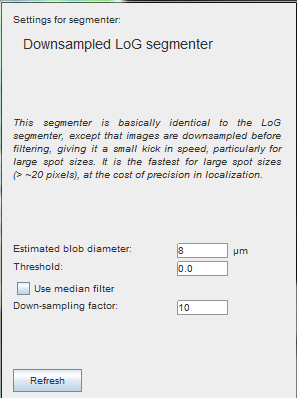 Settings for segmenter:
Downsampled LoG segmenter
This segmenter is basically identical to the LoG
segmenter, except that images are downsampled before
filtering, giving it a small kick in speed, particularly for
large spot sizes. It is the fastest for large spot sizes
(> ~20 pixels), at the cost of precision in localization.
Estimated blob diameter: 8 µm
Threshold: 0.0
Use median filter
Down-sampling factor: 10
Refresh